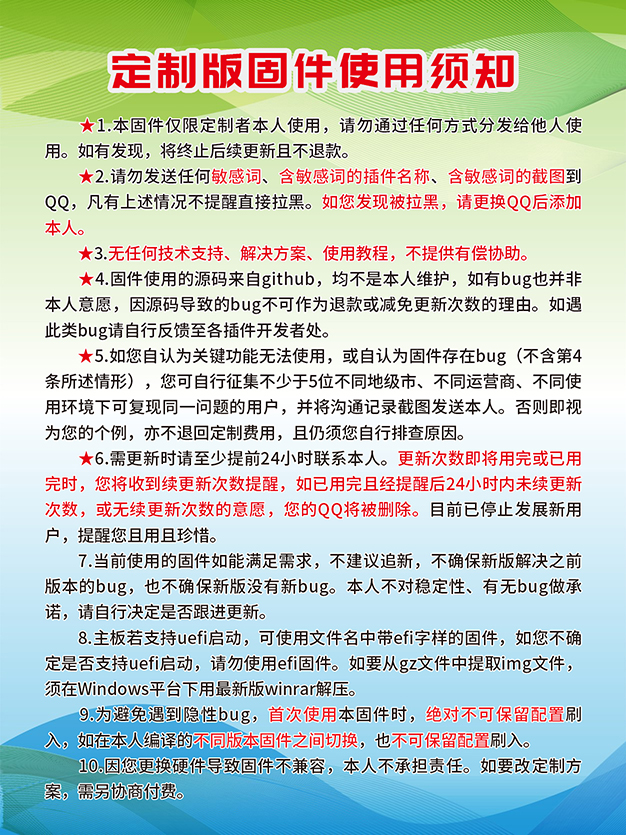 定制版固件使用须知
★1.本固件仅限定制者本人使用，请勿通过任何方式分发给他人使
用。如有发现，将终止后续更新且不退款。
★2.请勿发送任何敏感词、含敏感词的插件名称、含敏感词的截图到
QQ，凡有上述情况不提醒直接拉黑。如您发现被拉黑，请更换QQ后添加
本人。
★3.无任何技术支持、解决方案、使用教程，不提供有偿协助。
★4.固件使用的源码来自github，均不是本人维护，如有bug也并非
本人意愿，因源码导致的bug不可作为退款或减免更新次数的理由。如遇
此类bug请自行反馈至各插件开发者处。
★5.如您自认为关键功能无法使用，或自认为固件存在bug（不含第4
条所述情形），您可自行征集不少于5位不同地级市、不同运营商、不同使
用环境下可复现同一问题的用户，并将沟通记录截图发送本人。否则即视
为您的个例，亦不退回定制费用，且仍须您自行排查原因。
★6.需更新时请至少提前24小时联系本人。更新次数即将用完或已用
完时，您将收到续更新次数提醒，如已用完且经提醒后24小时内未续更新
次数，或无续更新次数的意愿，您的QQ将被删除。目前已停止发展新用
户，提醒您且用且珍惜。
7.当前使用的固件如能满足需求，不建议追新，不确保新版解决之前
版本的bug，也不确保新版没有新bug。本人不对稳定性、有无bug做承
诺，请自行决定是否跟进更新。
8.主板若支持uefi启动，可使用文件名中带efi字样的固件，如您不确
定是否支持uefi启动，请勿使用efi固件。如要从gz文件中提取img文件，
须在Windows平台下用最新版winrar解压。
9.为避免遇到隐性bug，首次使用本固件时，绝对不可保留配置刷
入，如在本人编译的不同版本固件之间切换，也不可保留配置刷入。
10.因您更换硬件导致固件不兼容，本人不承担责任。如要改定制方
案，需另协商付费。